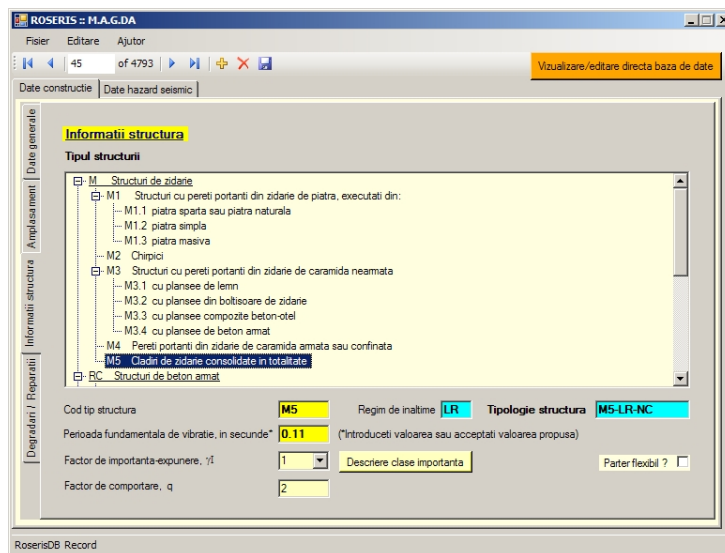 ROSERIS :: M.A.G.DA
Fisier Editare Ajutor
45 of 4793
Vizualizare/editare directa baza de date
Date constructie Date hazard seismic
Date generale
Amplasament
Informatii structura
Degradari / Reparatii
Informatii structura
Tipul structurii
M Structuri de zidarie
M1 Structuri cu pereti portanti din zidarie de piatra, executati din:
M1.1 piatra sparta sau piatra naturala
M1.2 piatra simpla
M1.3 piatra masiva
M2 Chirpici
M3 Structuri cu pereti portanti din zidarie de caramida nearmata
M3.1 cu plansee de lemn
M3.2 cu plansee din boltisoare de zidarie
M3.3 cu plansee compozite beton-otel
M3.4 cu plansee de beton armat
M4 Pereti portanti din zidarie de caramida armata sau confinata
M5 Cladiri de zidarie consolidate in totalitate
RC Structuri de beton armat
Cod tip structura M5 Regim de inaltime LR Tipologie structura M5-LR-NC
Perioada fundamentala de vibratie, in secunde* 0.11 (*Introduceti valoarea sau acceptati valoarea propusa)
Factor de importanta-expunere, γI 1 Descriere clase importanta Parter flexibil ?
Factor de comportare, q 2
RoserisDB Record